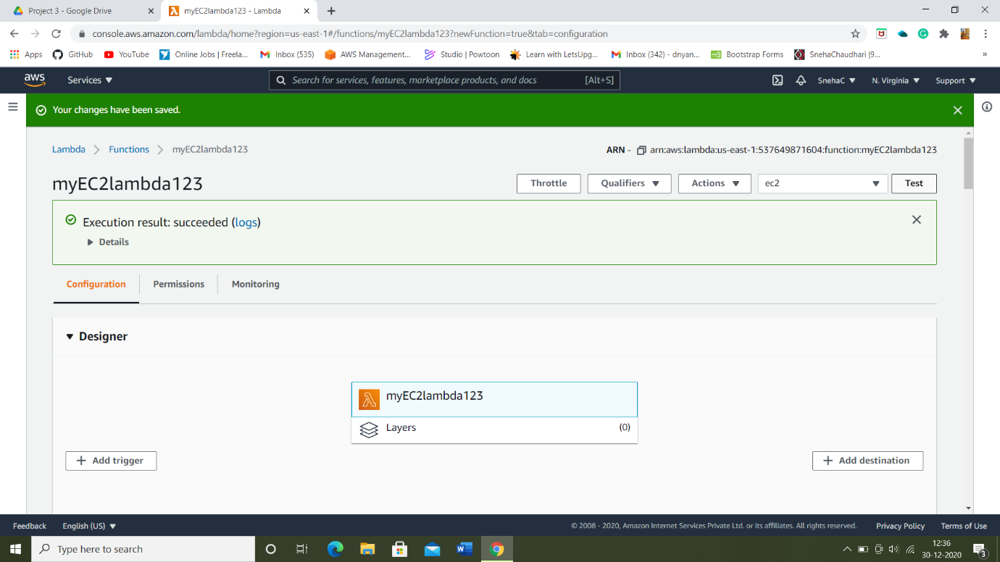 Project 3 - Google Drive
myEC2lambda123 - Lambda
console.aws.amazon.com/lambda/home?region=us-east-1#/functions/myEC2lambda123?newFunction=true&tab=configuration
Apps GitHub YouTube Online Jobs | Freela... Inbox (535) AWS Management... Studio | Powtoon Learn with LetsUpg... Inbox (342) - dnyan... Bootstrap Forms SnehaChaudhari |9... »
aws Services Search for services, features, marketplace products, and docs [Alt+S] SnehaC N. Virginia Support
Your changes have been saved.
Lambda Functions myEC2lambda123 ARN - arn:aws:lambda:us-east-1:537649871604:function:myEC2lambda123
myEC2lambda123 Throttle Qualifiers Actions ec2 Test
Execution result: succeeded (logs)
Details
Configuration Permissions Monitoring
Designer
myEC2lambda123
Layers (0)
+ Add trigger + Add destination
Feedback English (US) © 2008 - 2020, Amazon Internet Services Private Ltd. or its affiliates. All rights reserved. Privacy Policy Terms of Use
Type here to search
12:36
30-12-2020
3